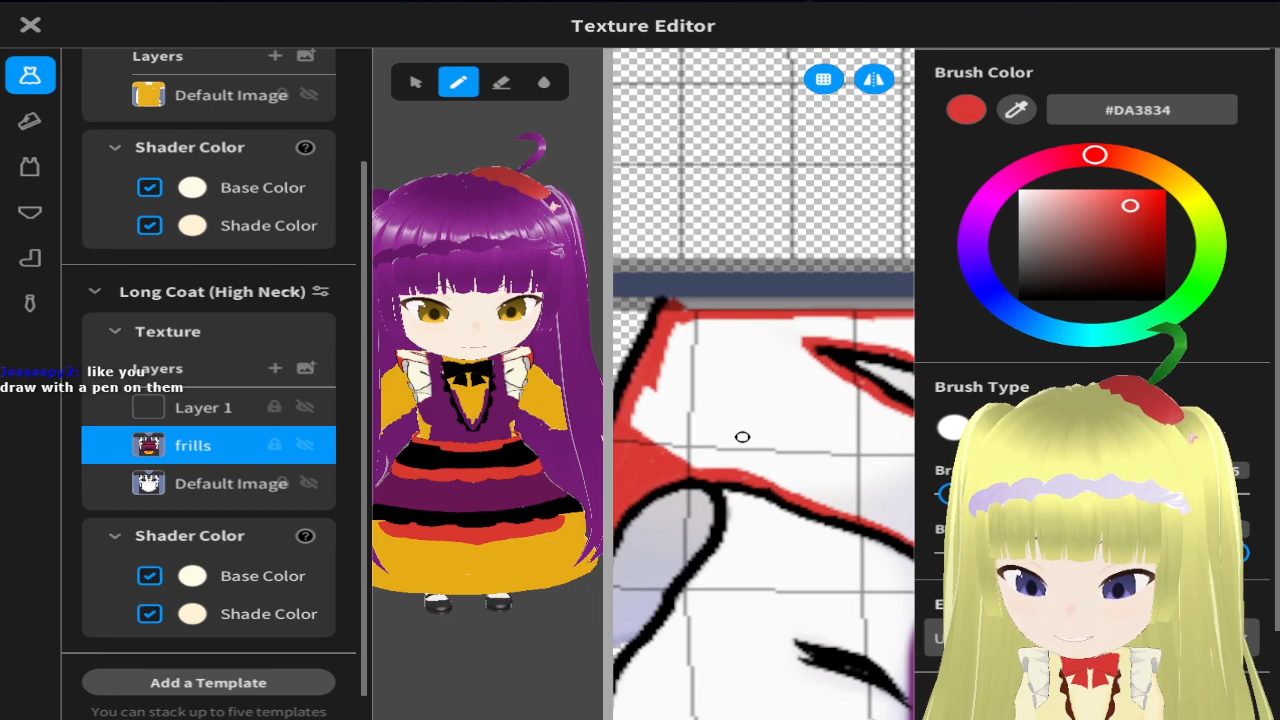 Texture Editor
Layers
Default Image
Shader Color
Base Color
Shade Color
Long Coat (High Neck)
Texture
Layers
Jessespy2: like you
draw with a pen on them
Layer 1
frills
Default Image
Shader Color
Base Color
Shade Color
Add a Template
You can stack up to five templates
Brush Color
#DA3834
Brush Type